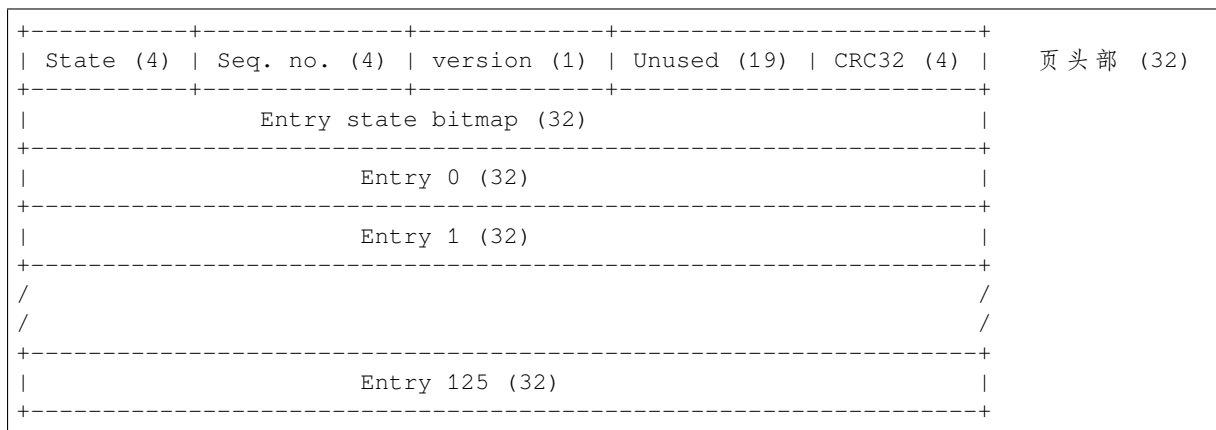 +-----------+--------------+-------------+-------------------------+
| State (4) | Seq. no. (4) | version (1) | Unused (19) | CRC32 (4) | 页头部 (32)
+-----------+--------------+-------------+-------------------------+
| Entry state bitmap (32) |
+------------------------------------------------------------------+
| Entry 0 (32) |
+------------------------------------------------------------------+
| Entry 1 (32) |
+------------------------------------------------------------------+
/ /
/ /
+------------------------------------------------------------------+
| Entry 125 (32) |
+------------------------------------------------------------------+